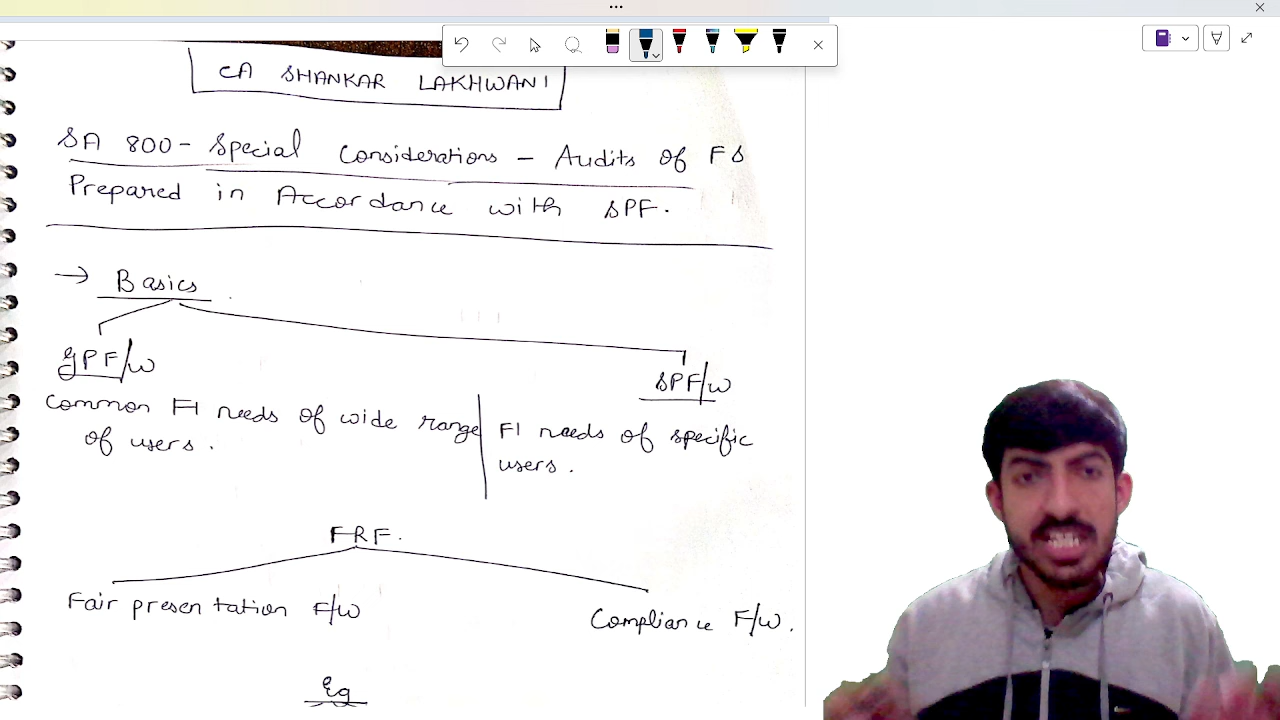 CA SHANKAR LAKHWANI
SA 800- Special Considerations - Audits of FS
Prepared in Accordance with SPF.
→ Basics
GPF/W
SPF/W
Common FI needs of wide range
of users.
FI needs of specific
users.
FRF.
Fair presentation F/W
Compliance F/W.
Eg